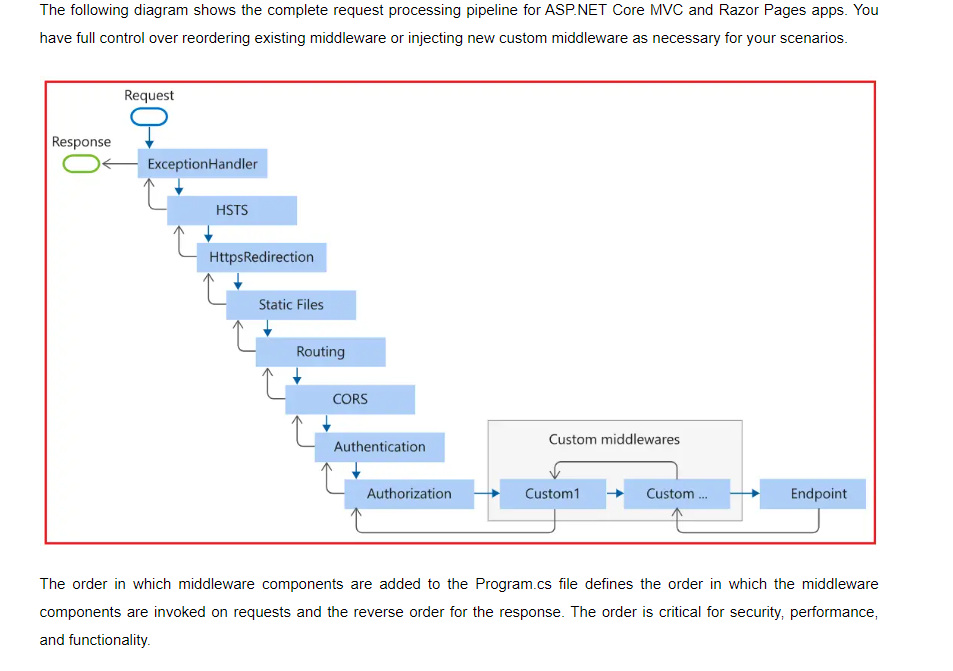 The following diagram shows the complete request processing pipeline for ASP.NET Core MVC and Razor Pages apps. You
have full control over reordering existing middleware or injecting new custom middleware as necessary for your scenarios.
Request
Response
ExceptionHandler
HSTS
HttpsRedirection
Static Files
Routing
CORS
Authentication
Custom middlewares
Authorization
Custom1
Custom ...
Endpoint
The order in which middleware components are added to the Program.cs file defines the order in which the middleware
components are invoked on requests and the reverse order for the response. The order is critical for security, performance,
and functionality.